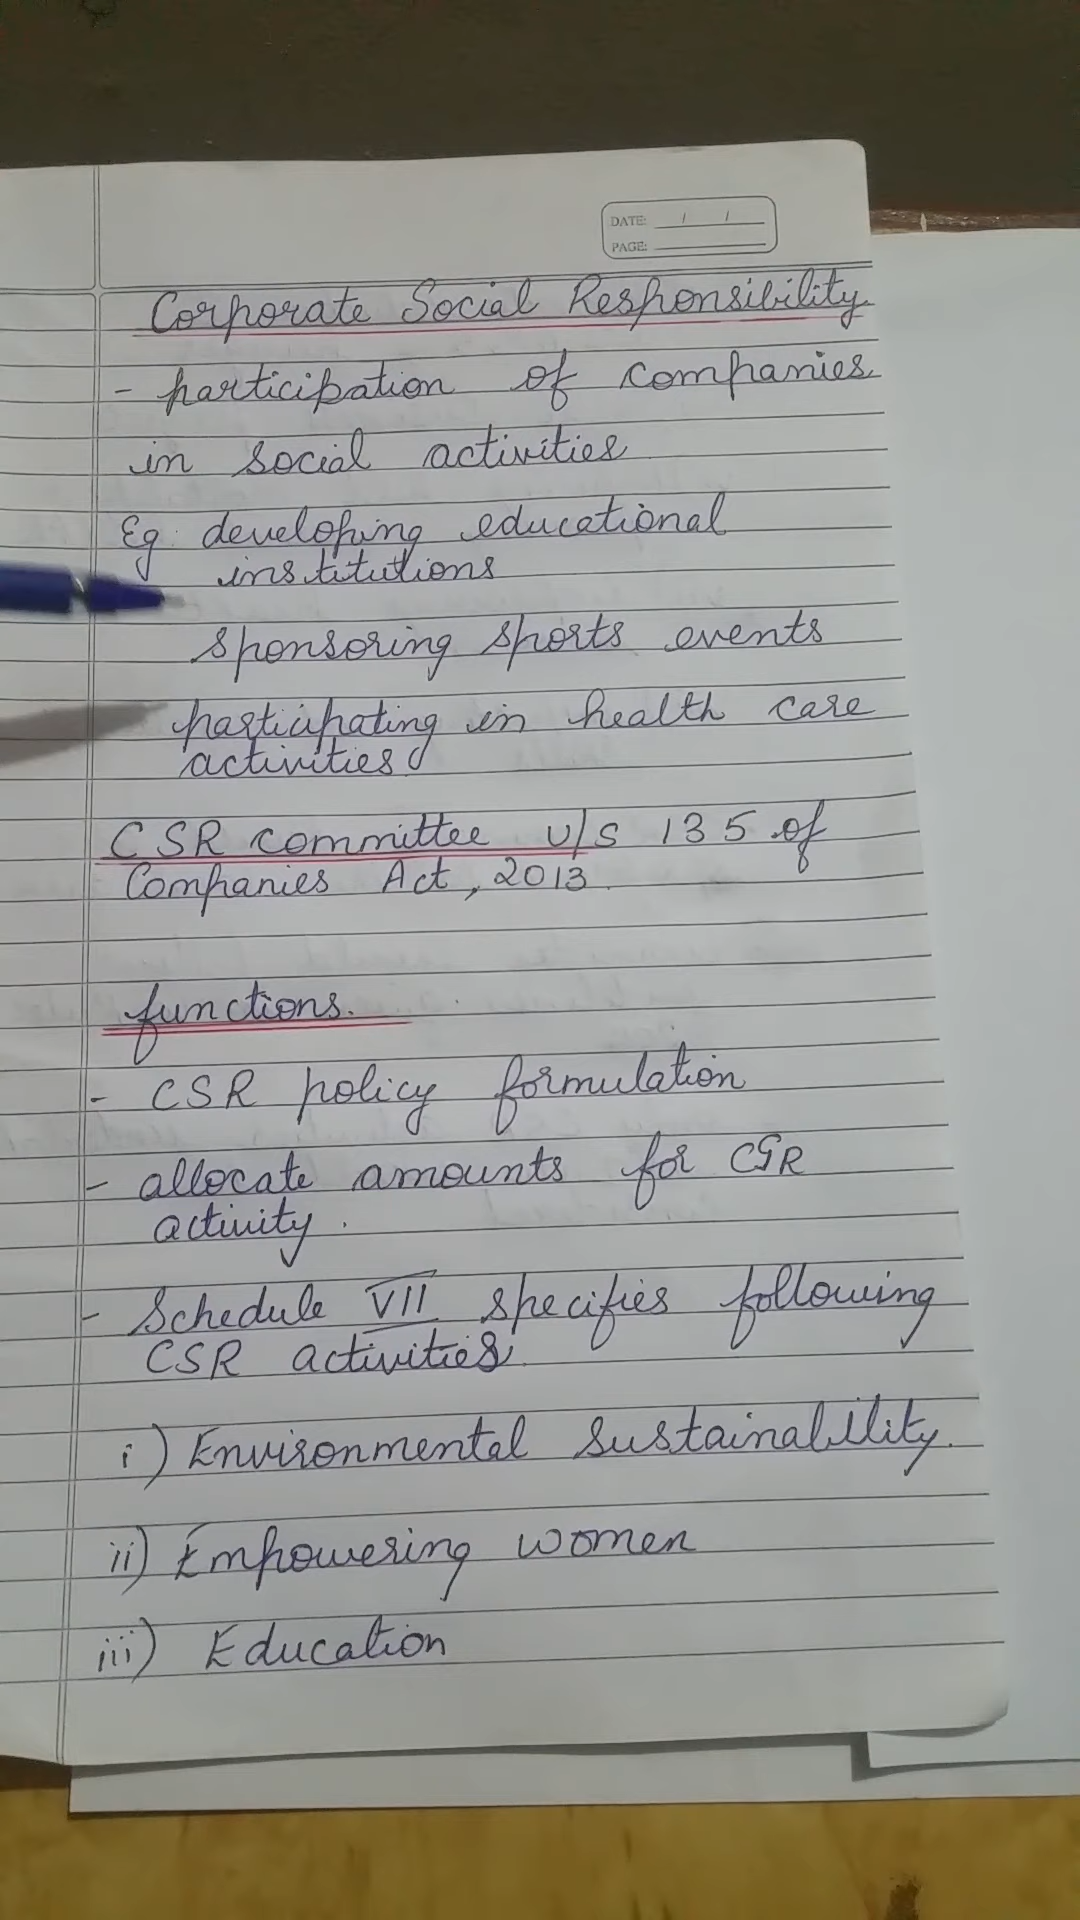 DATE: / /
PAGE:
Corporate Social Responsibility
- participation of companies
in social activities
Eg: developing educational
institutions
sponsoring sports events
participating in health care
activities
CSR committee u/s 135 of
Companies Act, 2013.
functions.
- CSR policy formulation
- allocate amounts for CSR
activity.
- Schedule VII specifies following
CSR activities
i) Environmental Sustainability.
ii) Empowering women
iii) Education